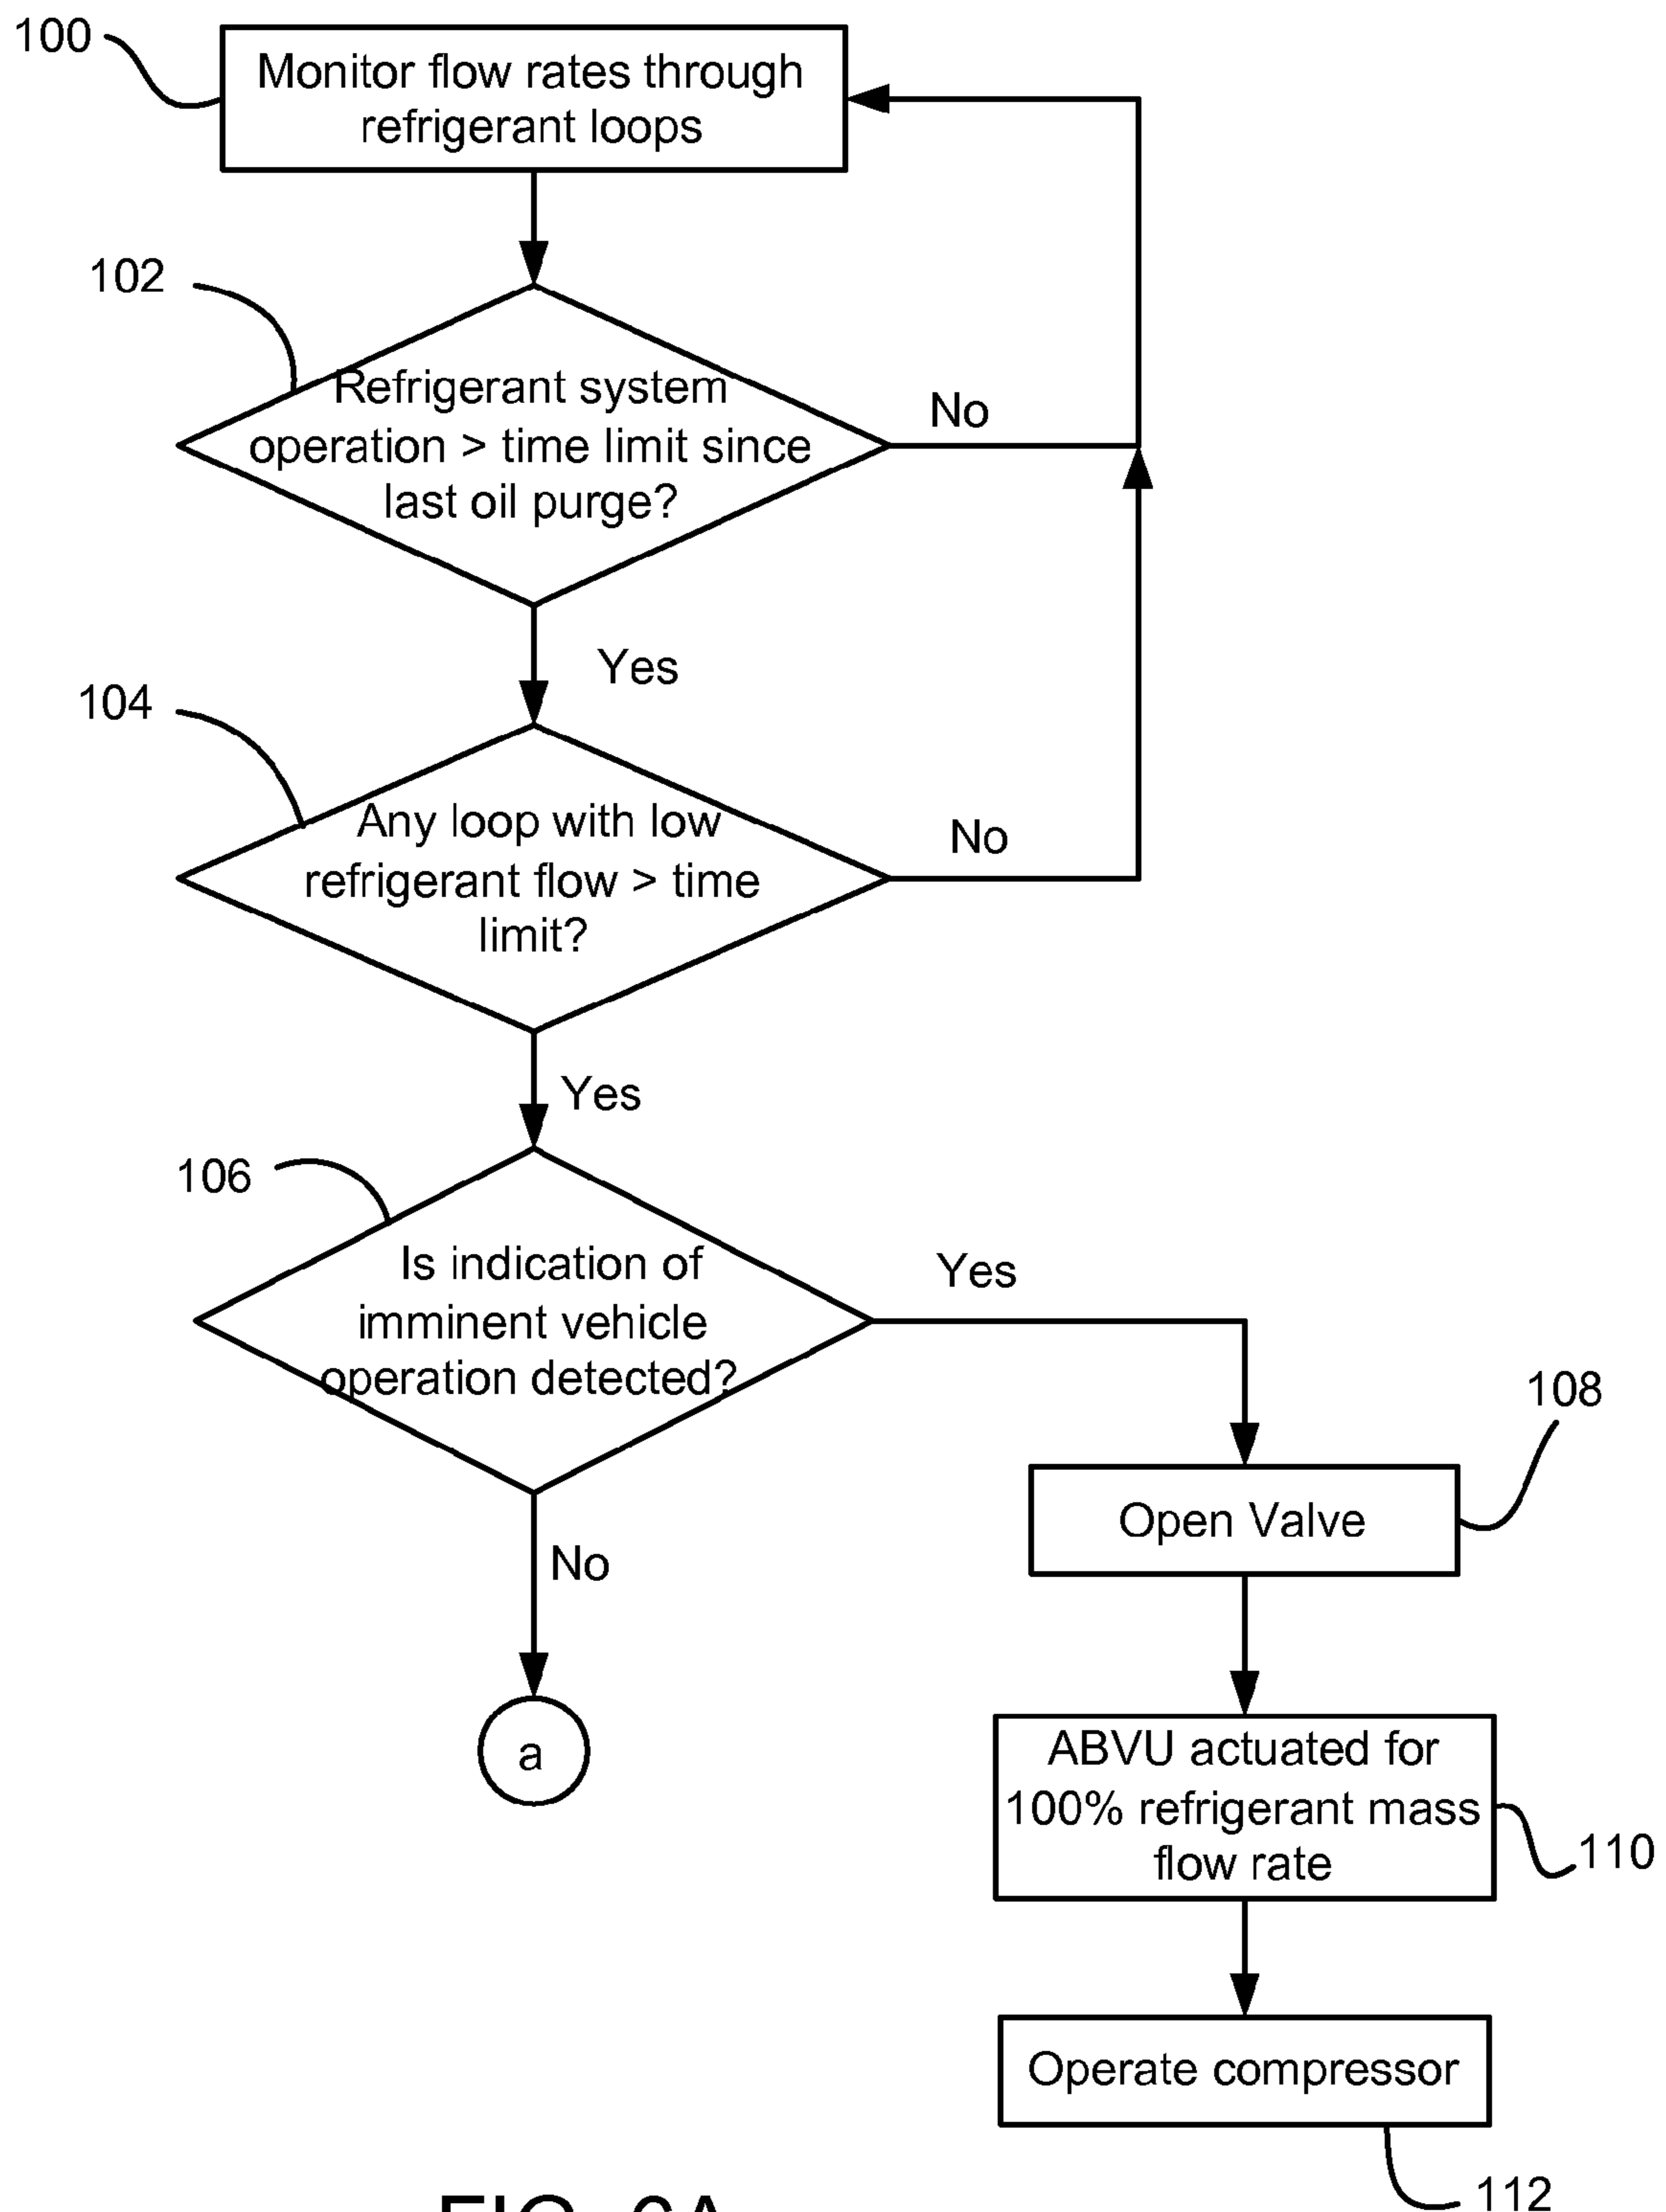 100
Monitor flow rates through
refrigerant loops
102
Refrigerant system
operation > time limit since
last oil purge?
No
Yes
104
Any loop with low
refrigerant flow > time
limit?
No
Yes
106
Is indication of
imminent vehicle
operation detected?
Yes
No
a
108
Open Valve
ABVU actuated for
100% refrigerant mass
flow rate
110
Operate compressor
112
FIG. 6A